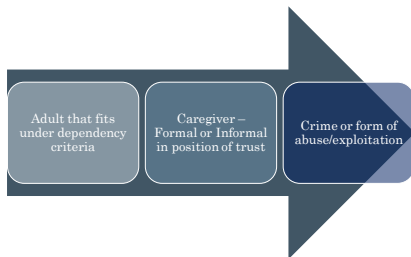 Adult that fits
under dependency
criteria
Caregiver –
Formal or Informal
in position of trust
Crime or form of
abuse/exploitation